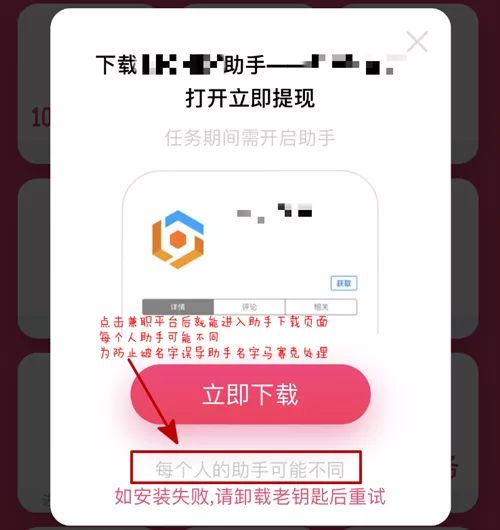 下载 助手——
打开立即提现
任务期间需开启助手
获取
详情 评论 相关
点击兼职平台后就能进入助手下载页面
每个人助手可能不同
为防止被名字误导助手名字马赛克处理
立即下载
每个人的助手可能不同
如安装失败,请卸载老钥匙后重试